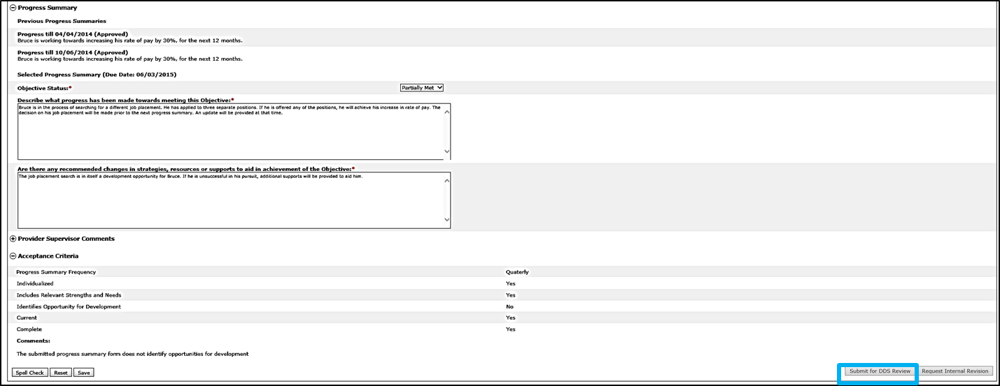 Progress Summary
Previous Progress Summaries
Progress till 04/04/2014 (Approved)
Bruce is working towards increasing his rate of pay by 30%, for the next 12 months.
Progress till 10/06/2014 (Approved)
Bruce is working towards increasing his rate of pay by 30%, for the next 12 months.
Selected Progress Summary (Due Date: 06/03/2015)
Objective Status:* Partially Met
Describe what progress has been made towards meeting this Objective:*
Bruce is in the process of searching for a different job placement. He has applied to three separate positions. If he is offered any of the positions, he will achieve his increase in rate of pay. The
decision on his job placement will be made prior to the next progress summary. An update will be provided at that time.
Are there any recommended changes in strategies, resources or supports to aid in achievement of the Objective:*
The job placement search is in itself a development opportunity for Bruce. If he is unsuccessful in his pursuit, additional supports will be provided to aid him.
Provider Supervisor Comments
Acceptance Criteria
Progress Summary Frequency Quaterly
Individualized Yes
Includes Relevant Strengths and Needs Yes
Identifies Opportunity for Development No
Current Yes
Complete Yes
Comments:
The submitted progress summary form does not identify opportunities for development
Spell Check Reset Save Submit for DDS Review Request Internal Revision